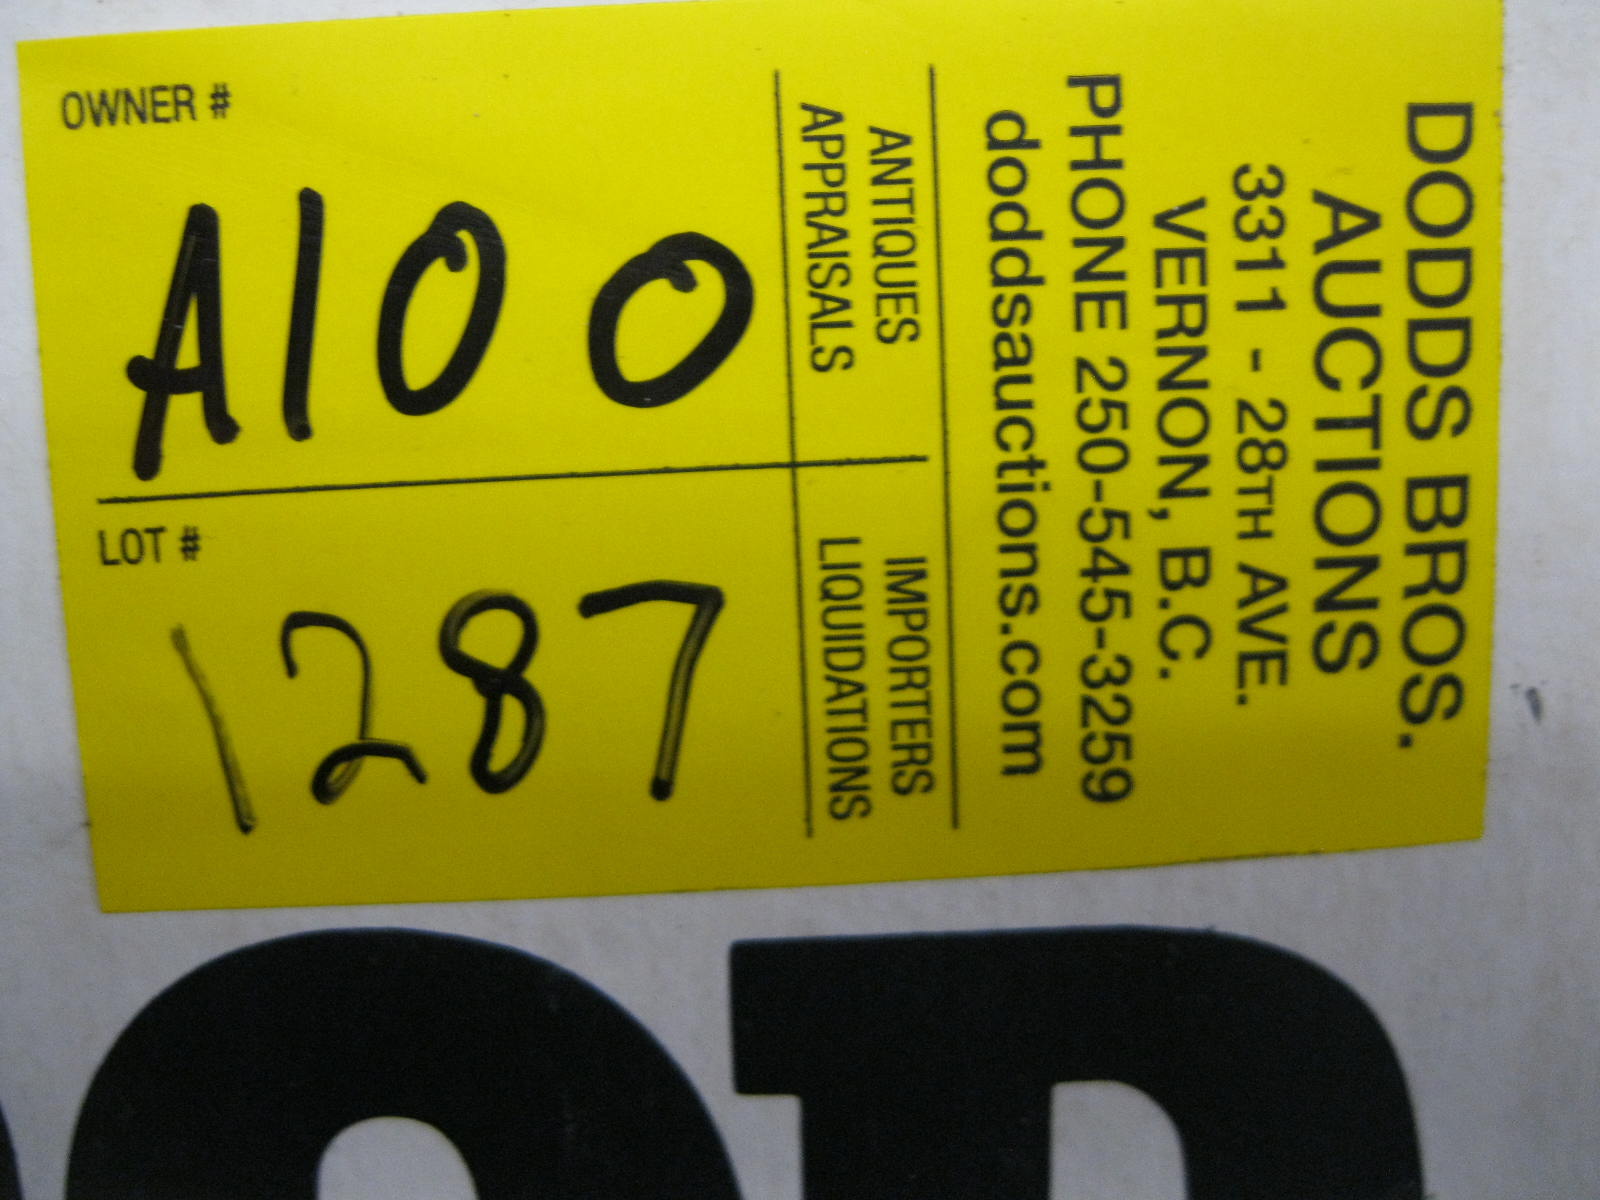 OWNER #
A100
LOT #
1287
ANTIQUES
APPRAISALS
IMPORTERS
LIQUIDATIONS
DODDS BROS.
AUCTIONS
3311 - 28TH AVE.
VERNON, B.C.
PHONE 250-545-3259
doddsauctions.com